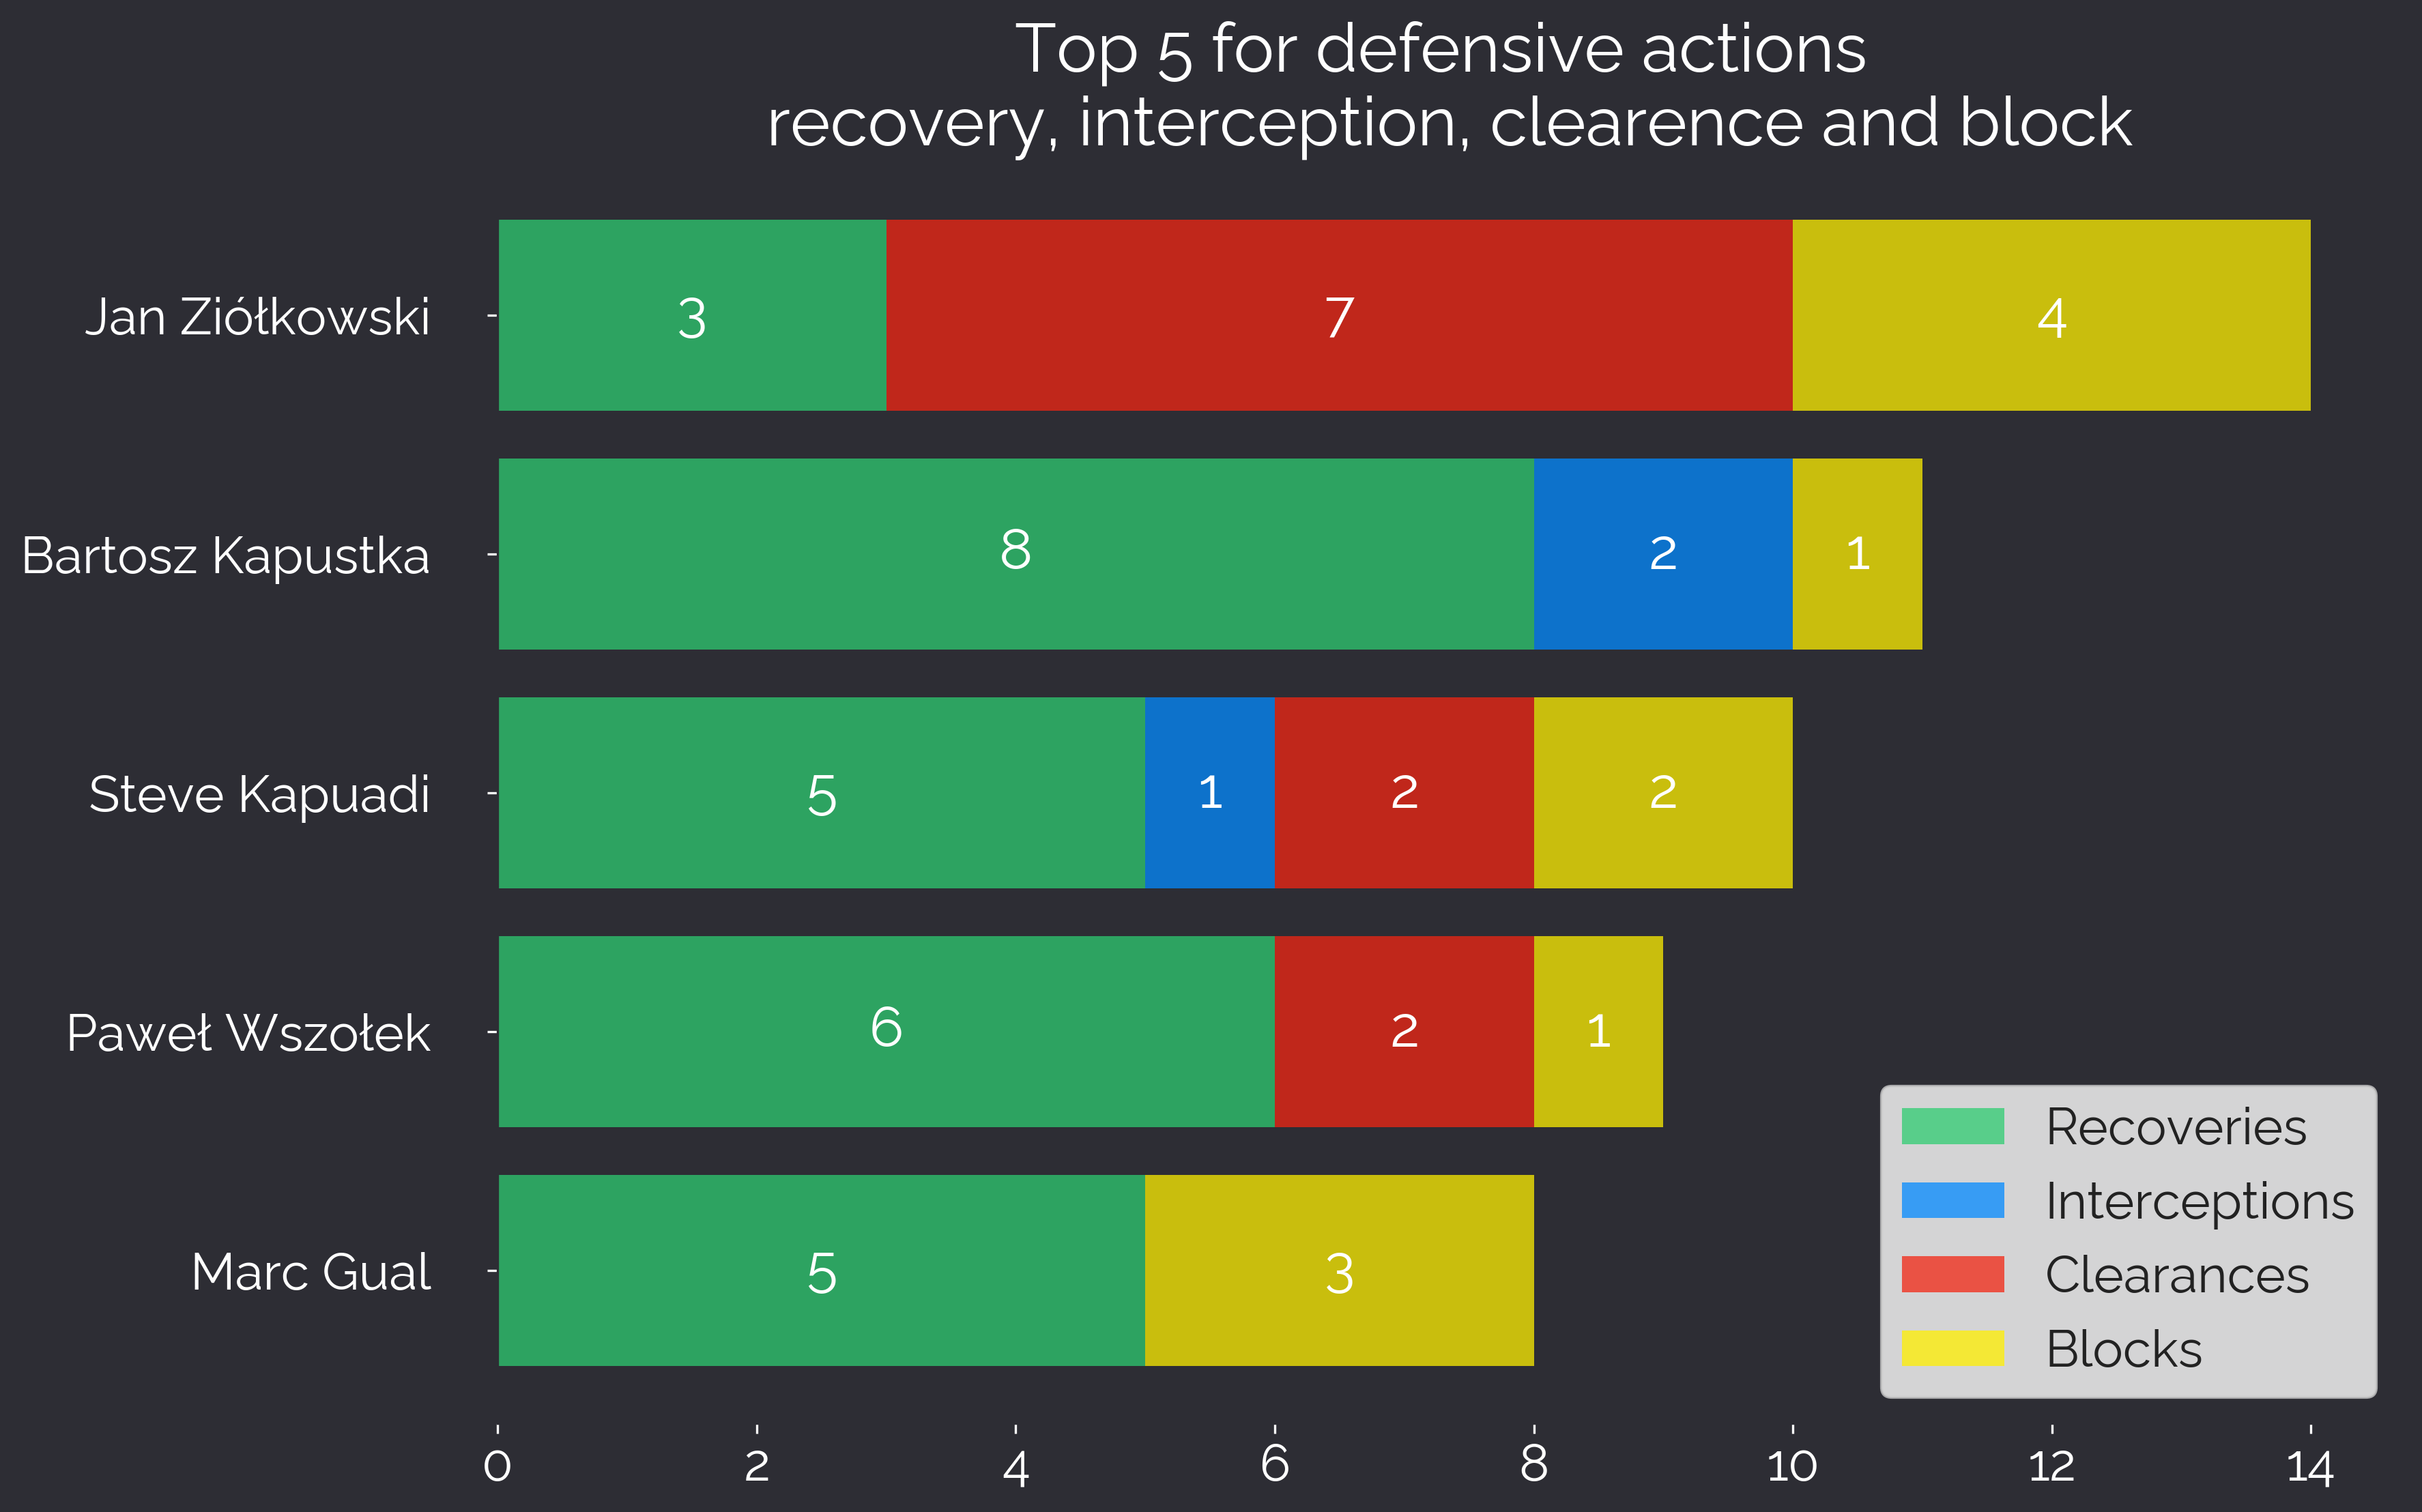 Top 5 for defensive actions
recovery, interception, clearence and block
Jan Ziółkowski
3 7 4
Bartosz Kapustka
8 2 1
Steve Kapuadi
5 1 2 2
Paweł Wszołek
6 2 1
Marc Gual
5 3
Recoveries
Interceptions
Clearances
Blocks
0 2 4 6 8 10 12 14